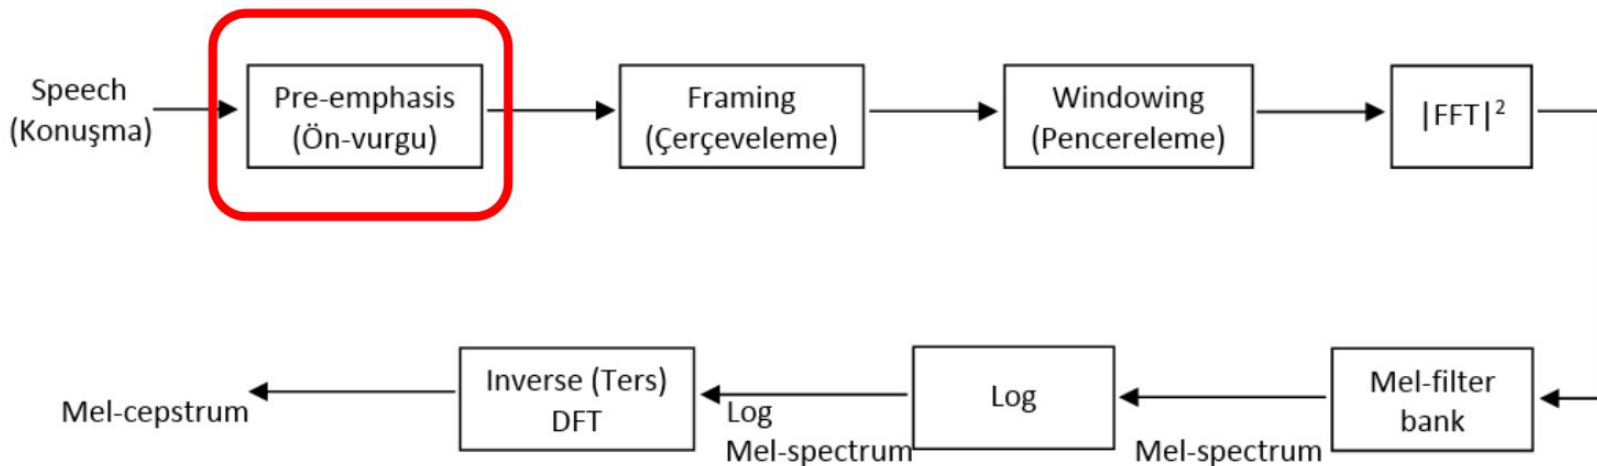 Speech
(Konuşma)
Pre-emphasis
(Ön-vurgu)
Framing
(Çerçeveleme)
Windowing
(Pencereleme)
|FFT|²
Mel-cepstrum
Inverse (Ters)
DFT
Log
Mel-spectrum
Log
Mel-spectrum
Mel-filter
bank